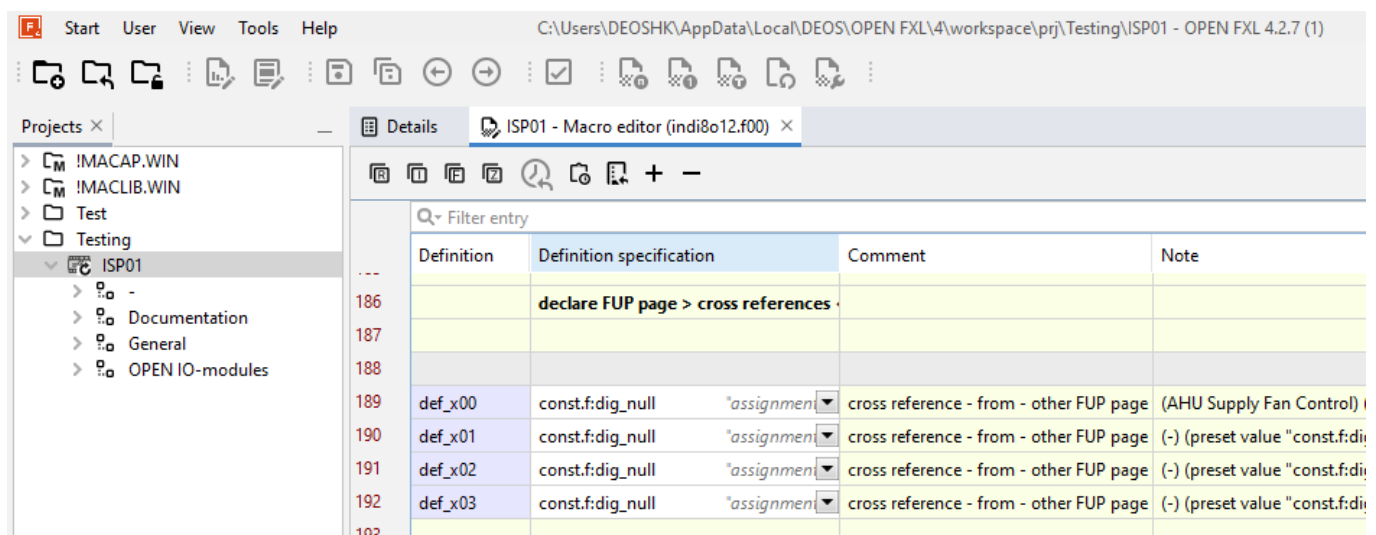 Start User View Tools Help C:\Users\DEOSHK\AppData\Local\DEOS\OPEN FXL\4\workspace\prj\Testing\ISP01 - OPEN FXL 4.2.7 (1)
Projects
Details ISP01 - Macro editor (indi8o12.f00)
!MACAP.WIN
!MACLIB.WIN
Test
Testing
ISP01
-
Documentation
General
OPEN IO-modules
Filter entry
Definition Definition specification Comment Note
186 declare FUP page > cross references
187
188
189 def_x00 const.f:dig_null "assignment cross reference - from - other FUP page (AHU Supply Fan Control) (
190 def_x01 const.f:dig_null "assignment cross reference - from - other FUP page (-) (preset value "const.f:di
191 def_x02 const.f:dig_null "assignment cross reference - from - other FUP page (-) (preset value "const.f:di
192 def_x03 const.f:dig_null "assignment cross reference - from - other FUP page (-) (preset value "const.f:di